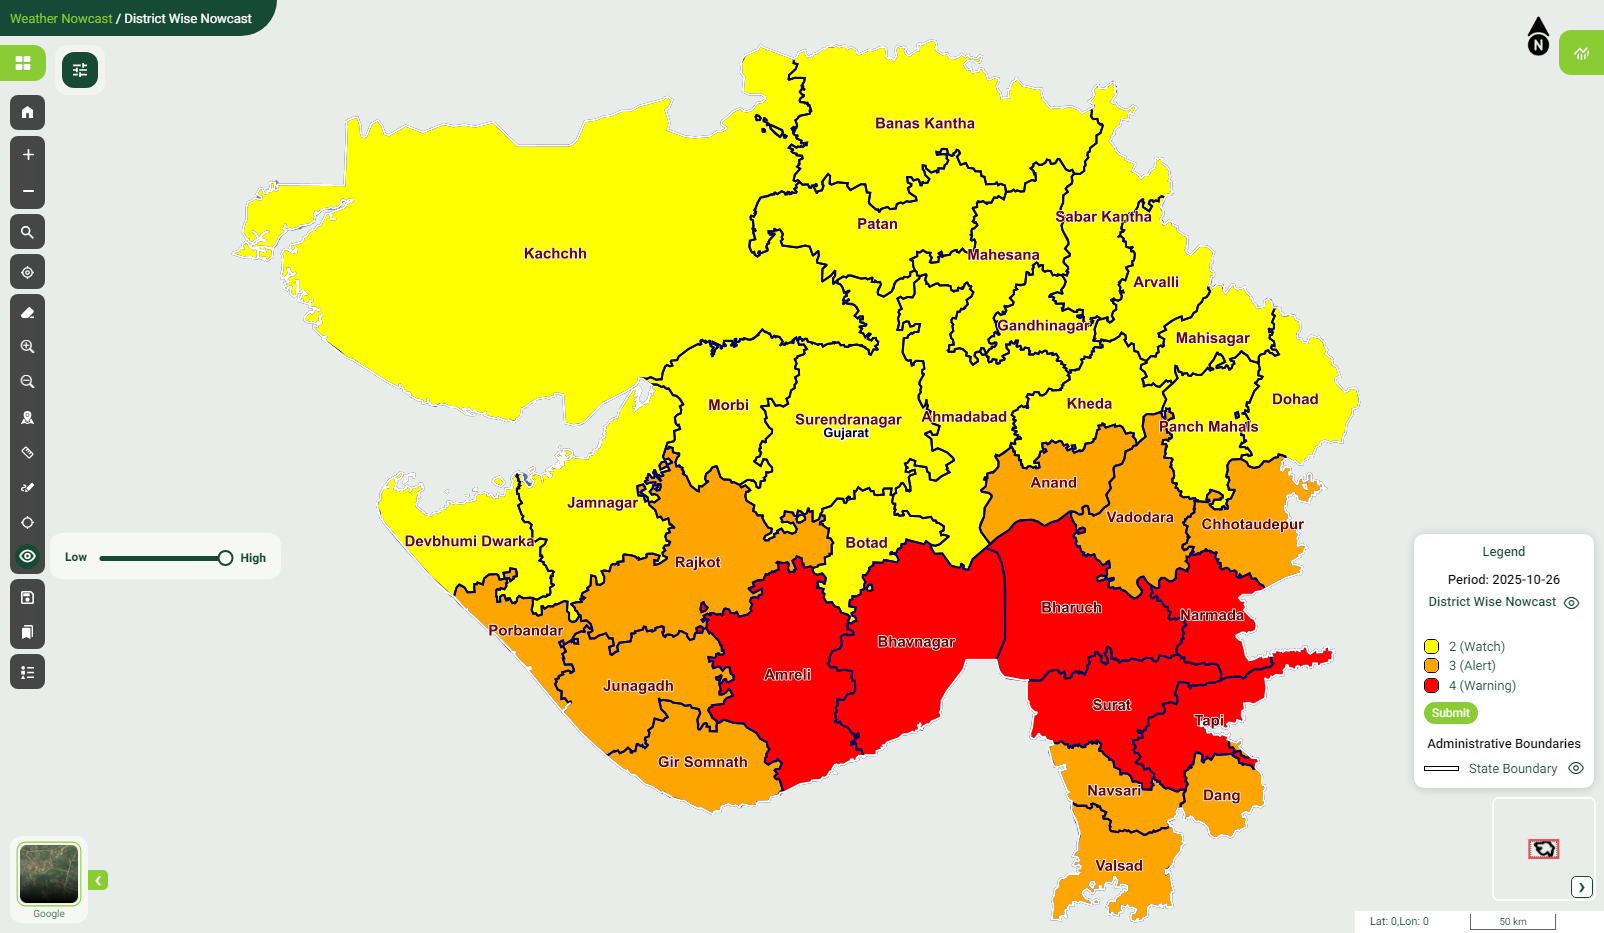 Weather Nowcast / District Wise Nowcast
N
Banas Kantha
Patan
Sabar Kantha
Kachchh
Mahesana
Arvalli
Gandhinagar
Mahisagar
Morbi
Surendranagar
Gujarat
Ahmadabad
Kheda
Dohad
Panch Mahals
Anand
Jamnagar
Vadodara
Chhotaudepur
Devbhumi Dwarka
Botad
Rajkot
Low
High
Bharuch
Narmada
Porbandar
Bhavnagar
Amreli
Junagadh
Surat
Tapi
Gir Somnath
Navsari
Dang
Valsad
Legend
Period: 2025-10-26
District Wise Nowcast
2 (Watch)
3 (Alert)
4 (Warning)
Submit
Administrative Boundaries
State Boundary
Google
Lat: 0,Lon: 0
50 km